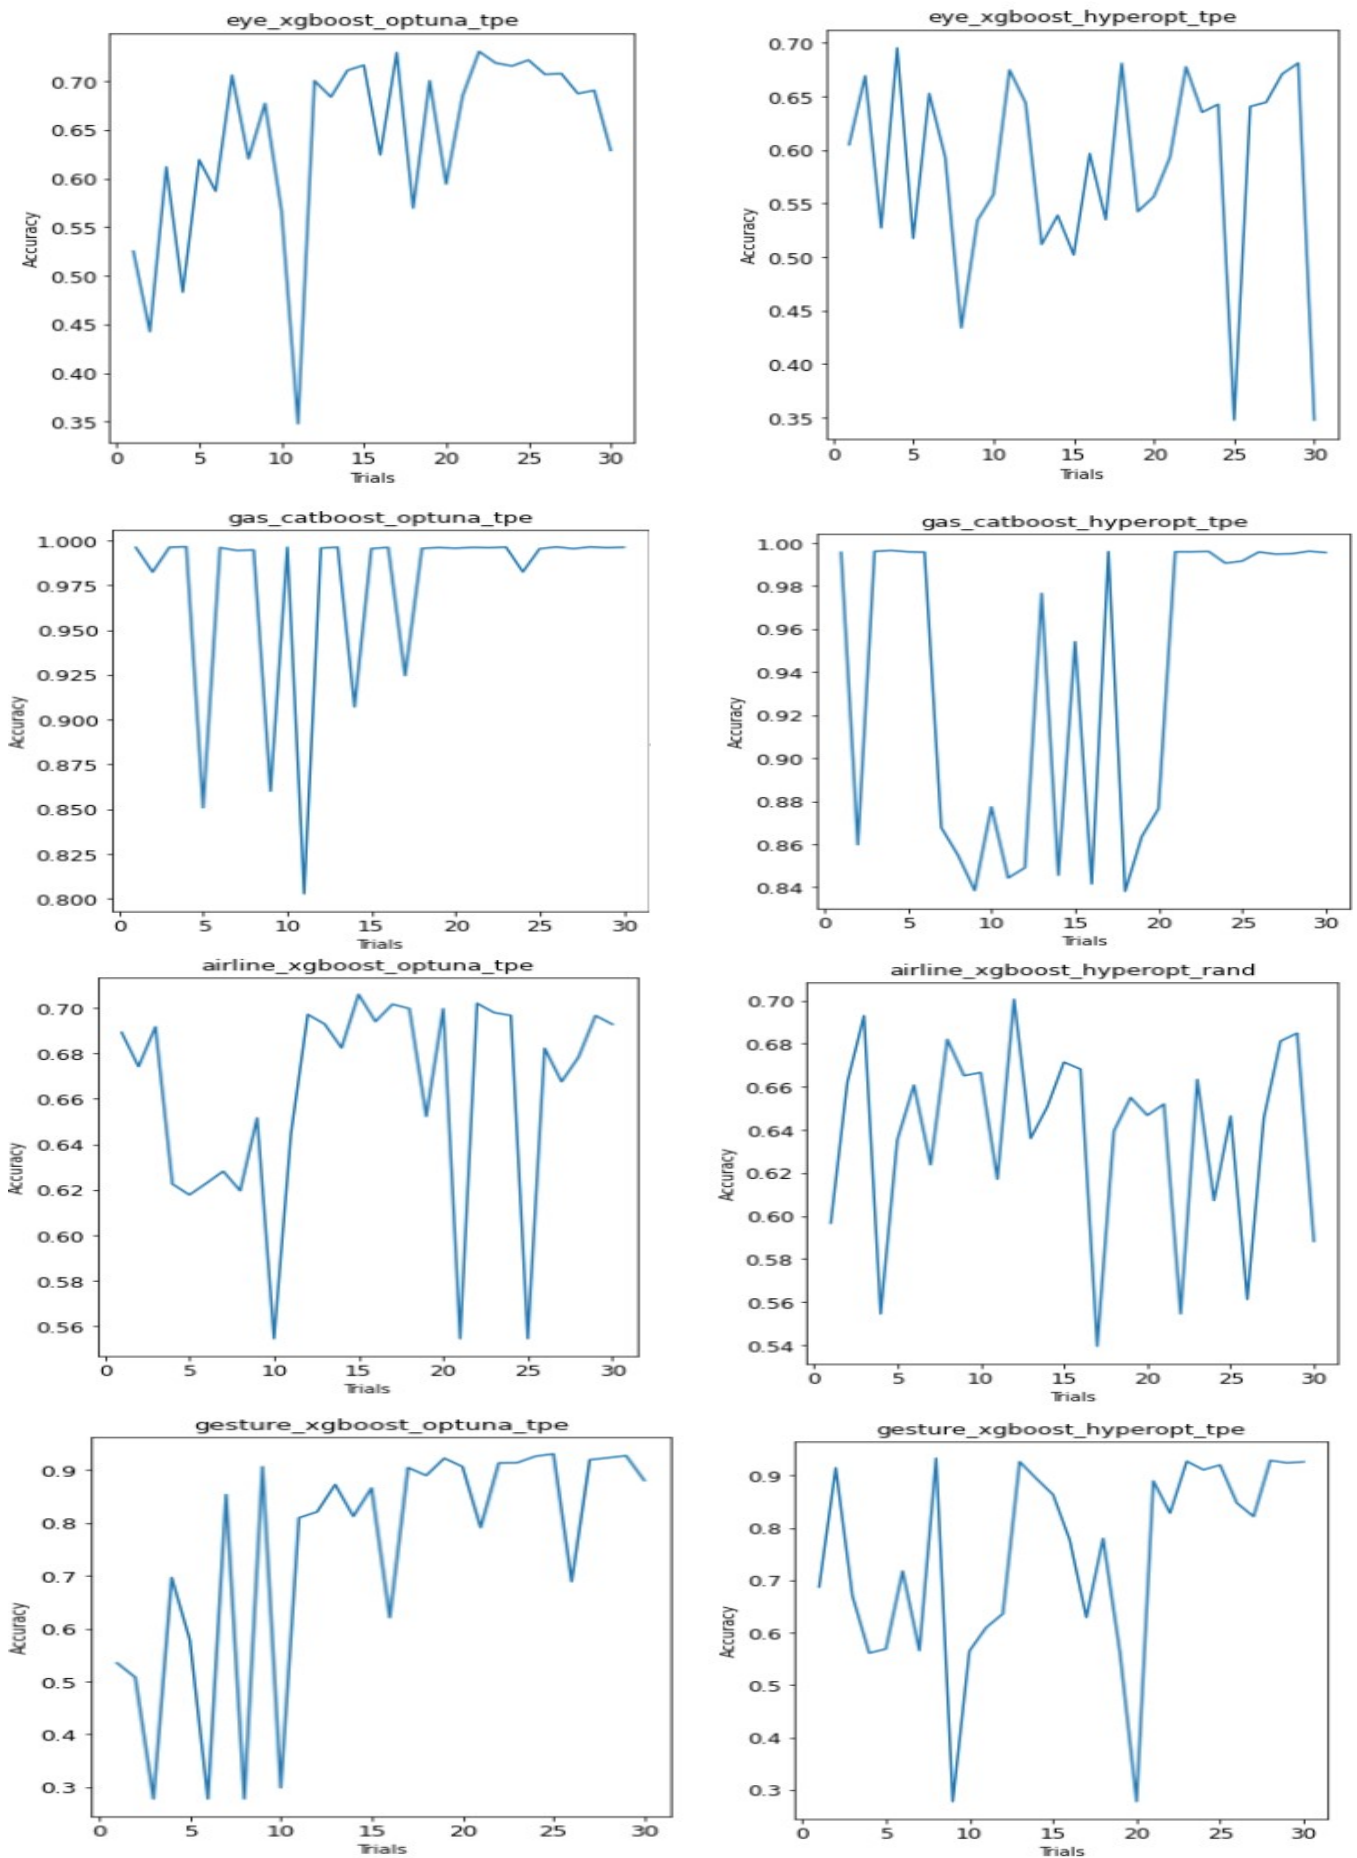 eye_xgboost_optuna_tpe
0.70
0.65
0.60
0.55
0.50
0.45
0.40
0.35
Accuracy
0 5 10 15 20 25 30
Trials
eye_xgboost_hyperopt_tpe
0.70
0.65
0.60
0.55
0.50
0.45
0.40
0.35
Accuracy
0 5 10 15 20 25 30
Trials
gas_catboost_optuna_tpe
1.000
0.975
0.950
0.925
0.900
0.875
0.850
0.825
0.800
Accuracy
0 5 10 15 20 25 30
Trials
gas_catboost_hyperopt_tpe
1.00
0.98
0.96
0.94
0.92
0.90
0.88
0.86
0.84
Accuracy
0 5 10 15 20 25 30
Trials
airline_xgboost_optuna_tpe
0.70
0.68
0.66
0.64
0.62
0.60
0.58
0.56
Accuracy
0 5 10 15 20 25 30
Trials
airline_xgboost_hyperopt_rand
0.70
0.68
0.66
0.64
0.62
0.60
0.58
0.56
0.54
Accuracy
0 5 10 15 20 25 30
Trials
gesture_xgboost_optuna_tpe
0.9
0.8
0.7
0.6
0.5
0.4
0.3
Accuracy
0 5 10 15 20 25 30
Trials
gesture_xgboost_hyperopt_tpe
0.9
0.8
0.7
0.6
0.5
0.4
0.3
Accuracy
0 5 10 15 20 25 30
Trials